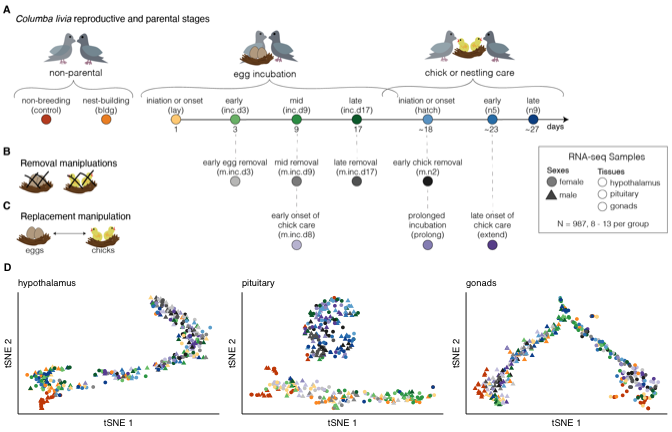 A
Columba livia reproductive and parental stages
non-parental
egg incubation
chick or nestling care
non-breeding
(control)
nest-building
(bldg)
iniation or onset
(lay)
early
(inc.d3)
mid
(inc.d9)
late
(inc.d17)
iniation or onset
(hatch)
early
(n5)
late
(n9)
1
3
9
17
~18
~23
~27
days
B
Removal manipluations
early egg removal
(m.inc.d3)
mid removal
(m.inc.d9)
late removal
(m.inc.d17)
early chick removal
(m.n2)
C
Replacement manipulation
eggs
chicks
early onset of
chick care
(m.inc.d8)
prolonged
incubation
(prolong)
late onset of
chick care
(extend)
RNA-seq Samples
Sexes
female
male
Tissues
hypothalamus
pituitary
gonads
N = 987, 8 - 13 per group
D
hypothalamus
tSNE 2
tSNE 1
pituitary
tSNE 2
tSNE 1
gonads
tSNE 2
tSNE 1